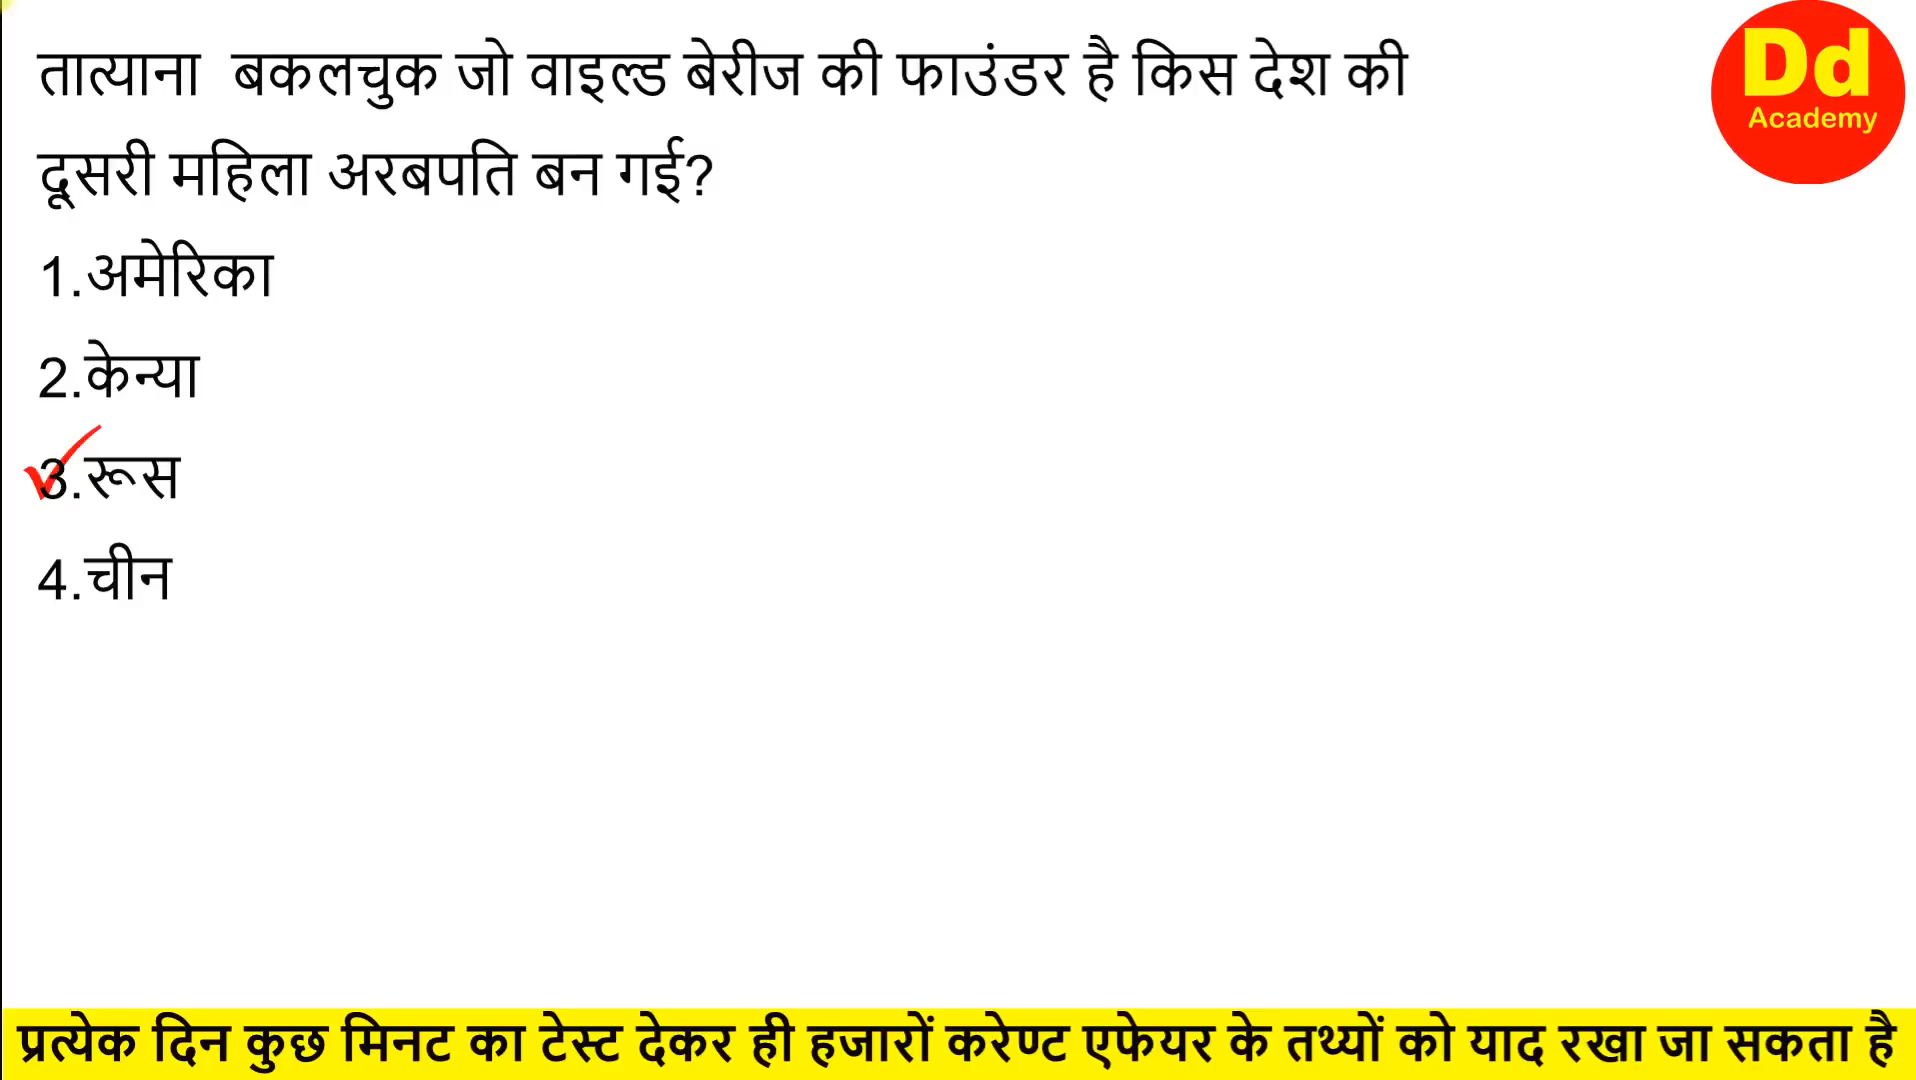 तात्याना बकलचुक जो वाइल्ड बेरीज की फाउंडर है किस देश की
दूसरी महिला अरबपति बन गई?
1.अमेरिका
2.केन्या
3.रूस
4.चीन
Dd
Academy
प्रत्येक दिन कुछ मिनट का टेस्ट देकर ही हजारों करेण्ट एफेयर के तथ्यों को याद रखा जा सकता है